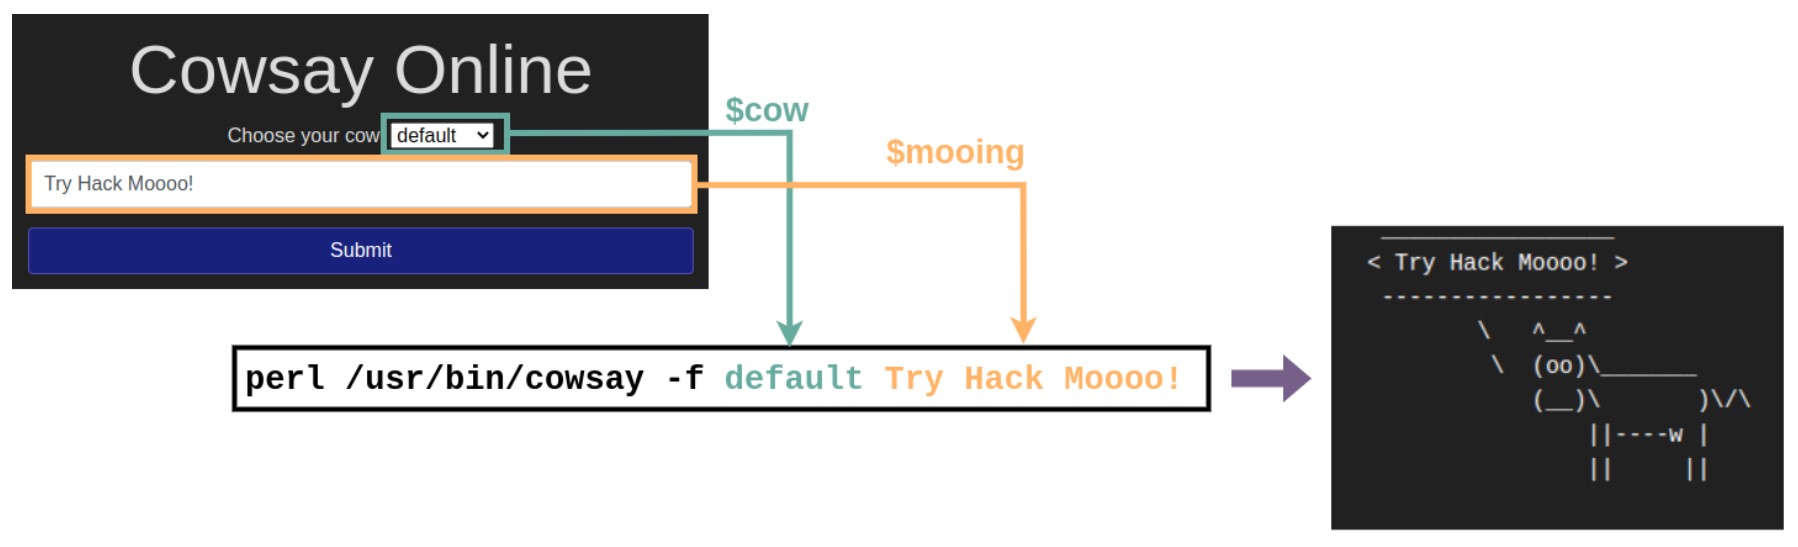 Cowsay Online
Choose your cow default
Try Hack Moooo!
Submit
$cow
$mooing
perl /usr/bin/cowsay -f default Try Hack Moooo!
 _________________
< Try Hack Moooo! >
 -----------------
        \   ^__^
         \  (oo)\_______
            (__)\       )\/\
                ||----w |
                ||     ||